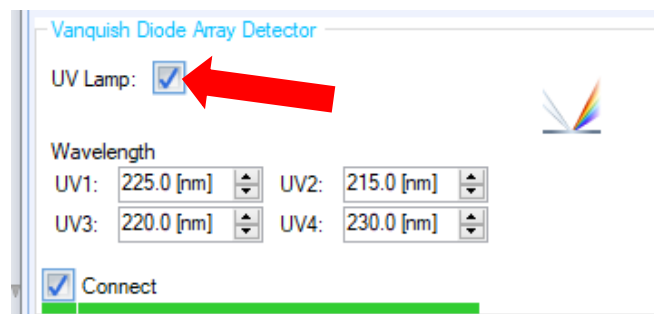 Vanquish Diode Array Detector
UV Lamp:
Wavelength
UV1: 225.0 [nm] UV2: 215.0 [nm]
UV3: 220.0 [nm] UV4: 230.0 [nm]
Connect